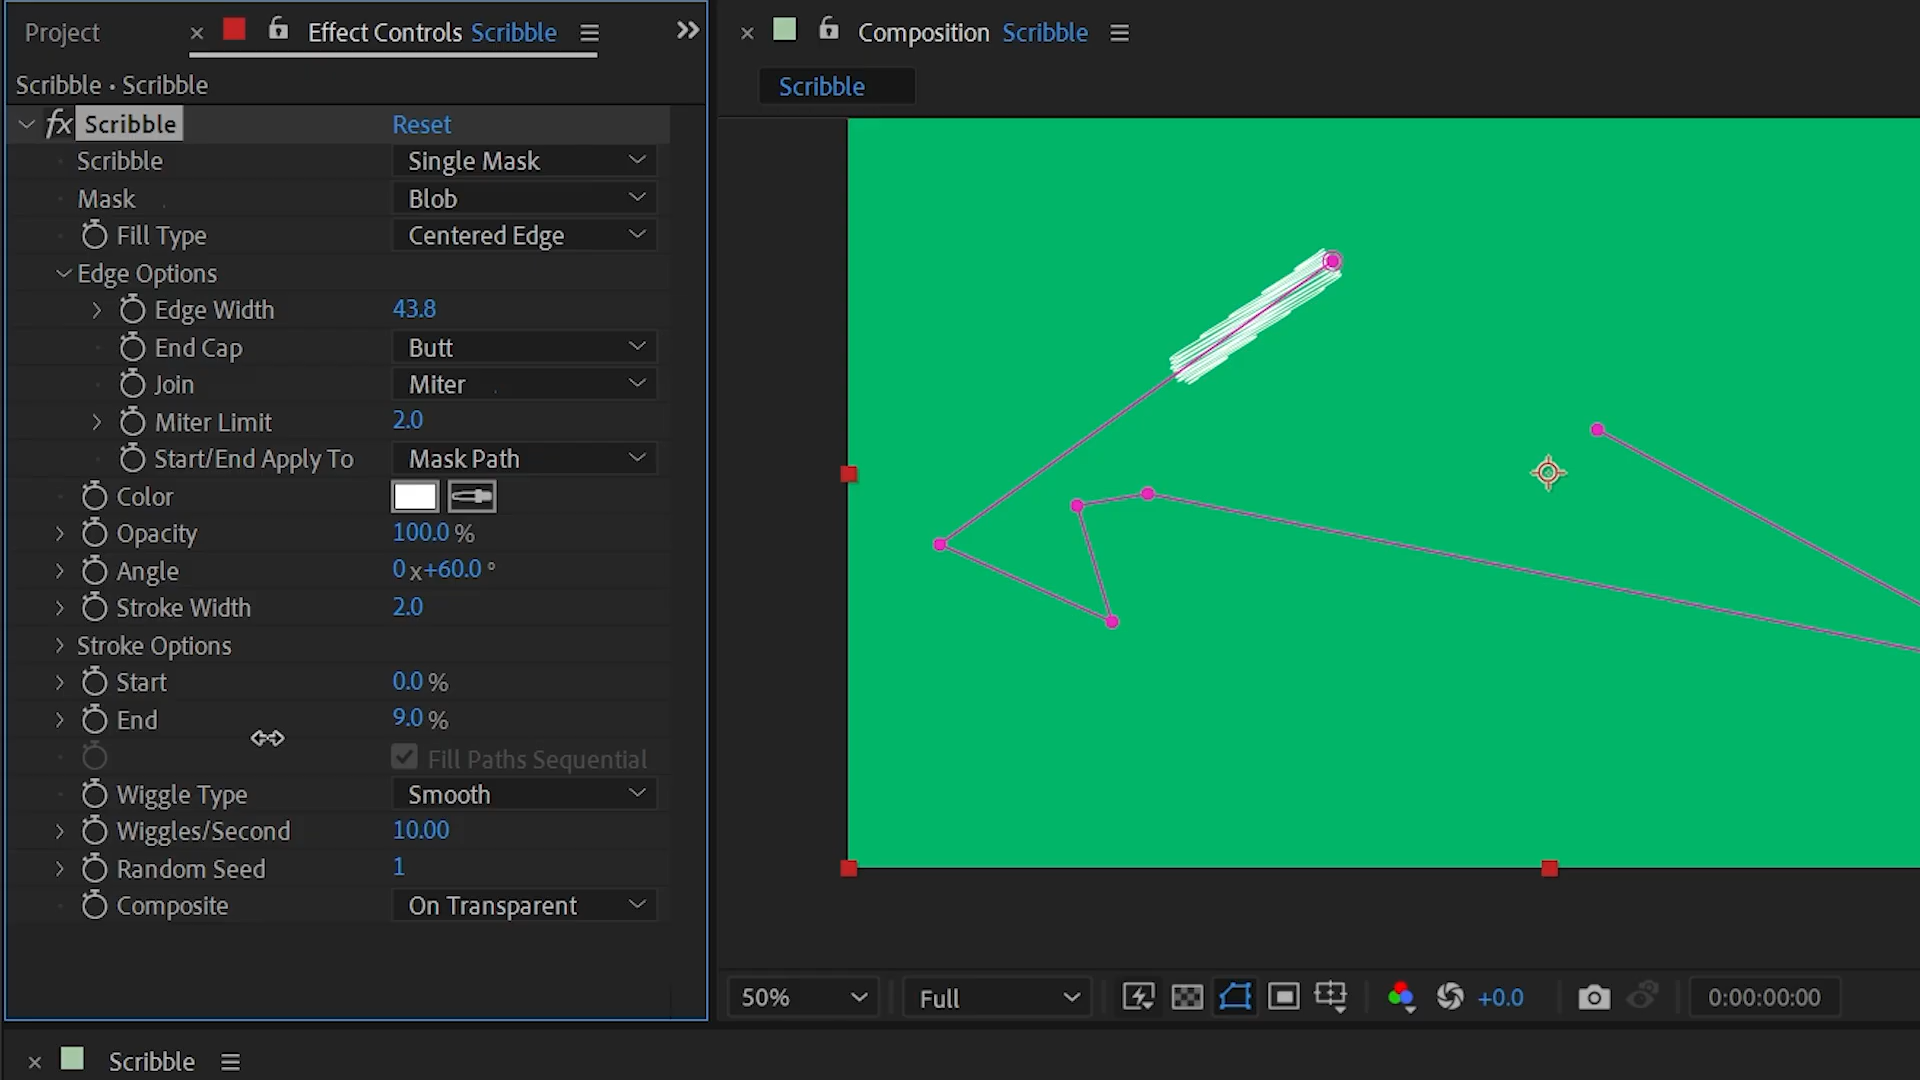 Project
Effect Controls Scribble
Scribble • Scribble
fx Scribble Reset
Scribble Single Mask
Mask Blob
Fill Type Centered Edge
Edge Options
Edge Width 43.8
End Cap Butt
Join Miter
Miter Limit 2.0
Start/End Apply To Mask Path
Color
Opacity 100.0 %
Angle 0x+60.0°
Stroke Width 2.0
Stroke Options
Start 0.0 %
End 9.0 %
Fill Paths Sequential
Wiggle Type Smooth
Wiggles/Second 10.00
Random Seed 1
Composite On Transparent
Composition Scribble
Scribble
50% Full +0.0 0:00:00:00
Scribble